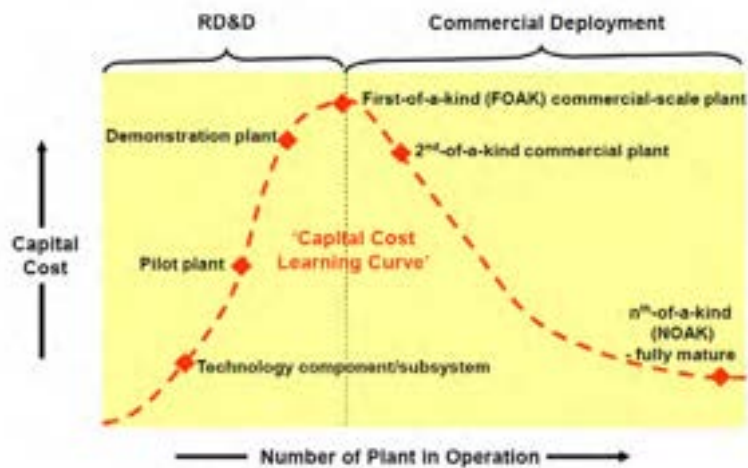 RD&D
Commercial Deployment
First-of-a-kind (FOAK) commercial-scale plant
Demonstration plant
2nd-of-a-kind commercial plant
Capital
Cost
'Capital Cost
Learning Curve'
Pilot plant
nth-of-a-kind
(NOAK)
- fully mature
Technology component/subsystem
Number of Plant in Operation